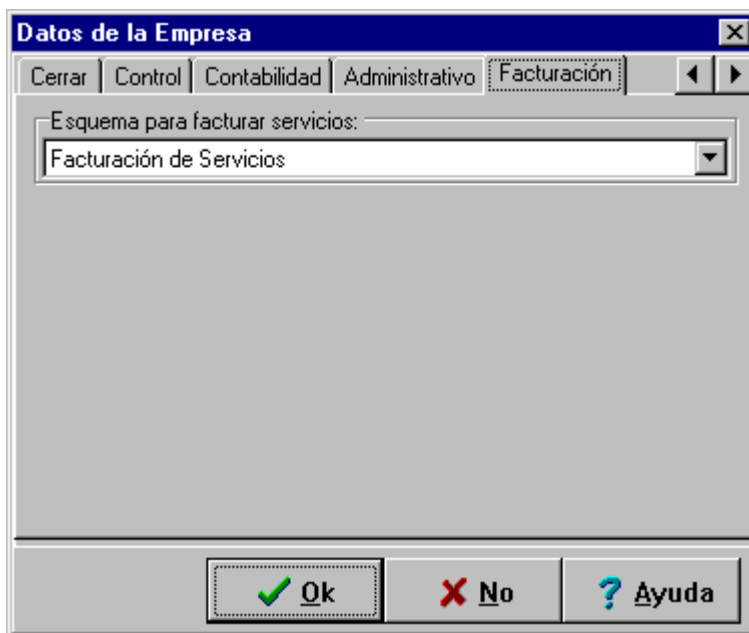 Datos de la Empresa
Cerrar Control Contabilidad Administrativo Facturación
Esquema para facturar servicios:
Facturación de Servicios
Ok No ? Ayuda